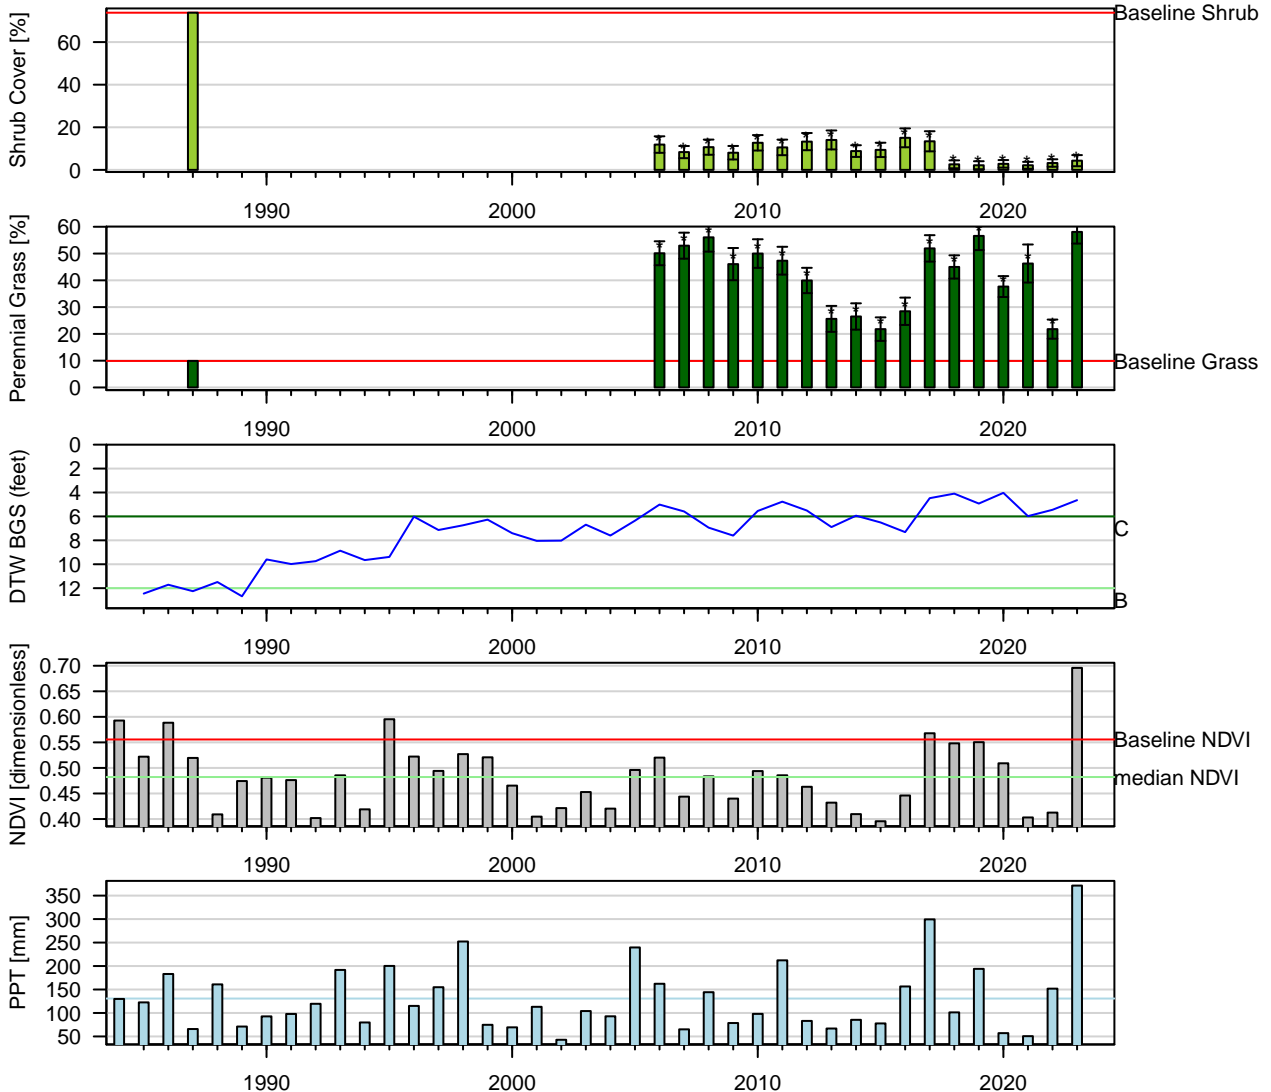 Shrub Cover [%]
60
40
20
0
Baseline Shrub
1990 2000 2010 2020
Perennial Grass [%]
60
50
40
30
20
10
0
Baseline Grass
1990 2000 2010 2020
DTW BGS (feet)
0
2
4
6
8
10
12
C
B
1990 2000 2010 2020
NDVI [dimensionless]
0.70
0.65
0.60
0.55
0.50
0.45
0.40
Baseline NDVI
median NDVI
1990 2000 2010 2020
PPT [mm]
350
300
250
200
150
100
50
1990 2000 2010 2020